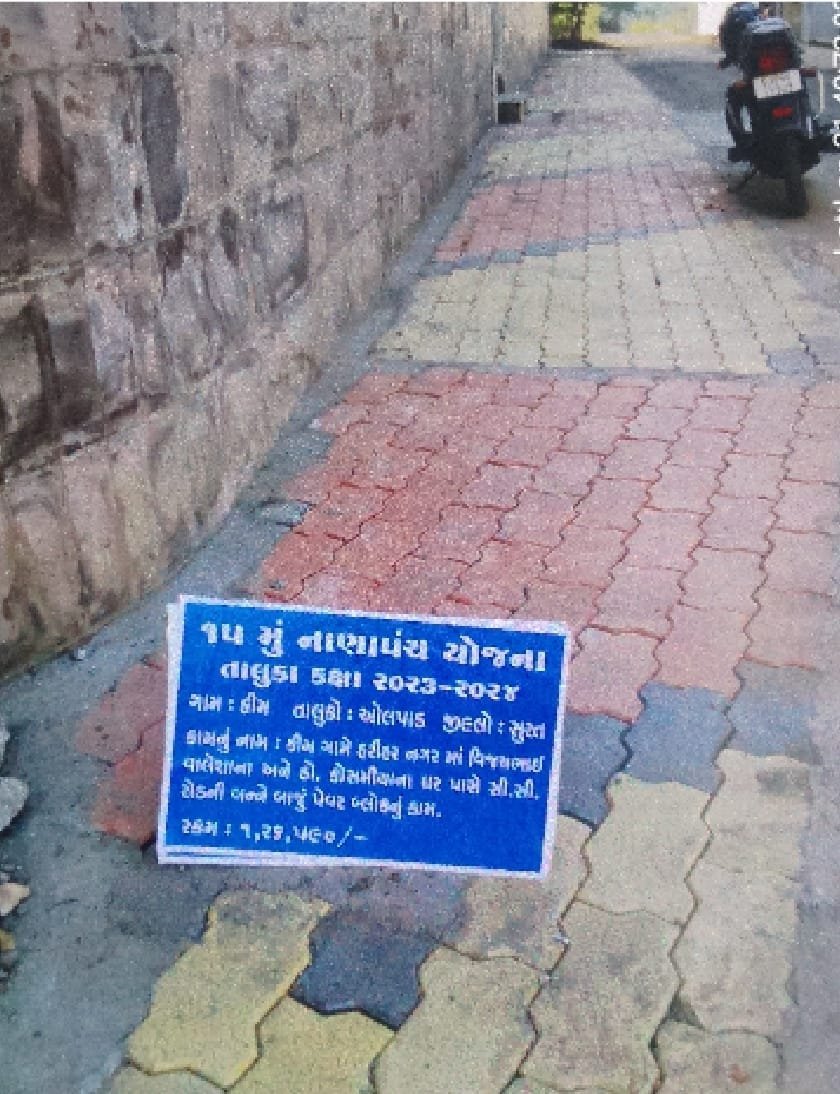 ૧૫ મું નાણાપંચ યોજના
તાલુકા કક્ષા ૨૦૨૩-૨૦૨૪
ગામ : કીમ તાલુકો : ઓલપાડ જીલ્લો : સુરત
કામનું નામ : કીમ ગામે હરીહર નગર માં વિજયભાઈ
વાલેશાના અને ડો. કોસમીયાના ઘર પાસે સી.સી.
રોડની બન્ને બાજું પેવર બ્લોકનું કામ.
રકમ : ૧,૨૬,૫૯૦/-